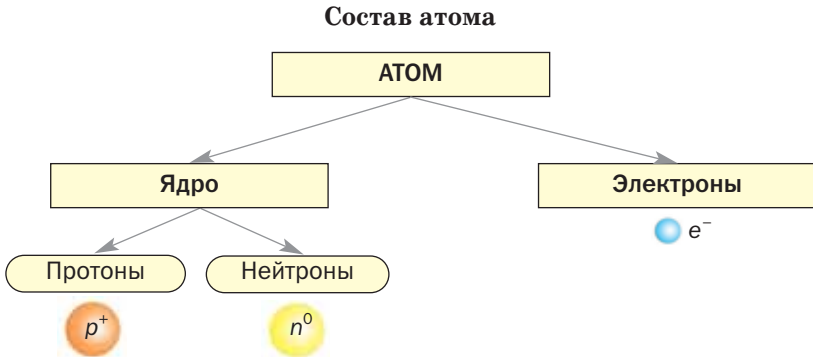 Состав атома
АТОМ
Ядро
Электроны
e⁻
Протоны
Нейтроны
p⁺
n⁰